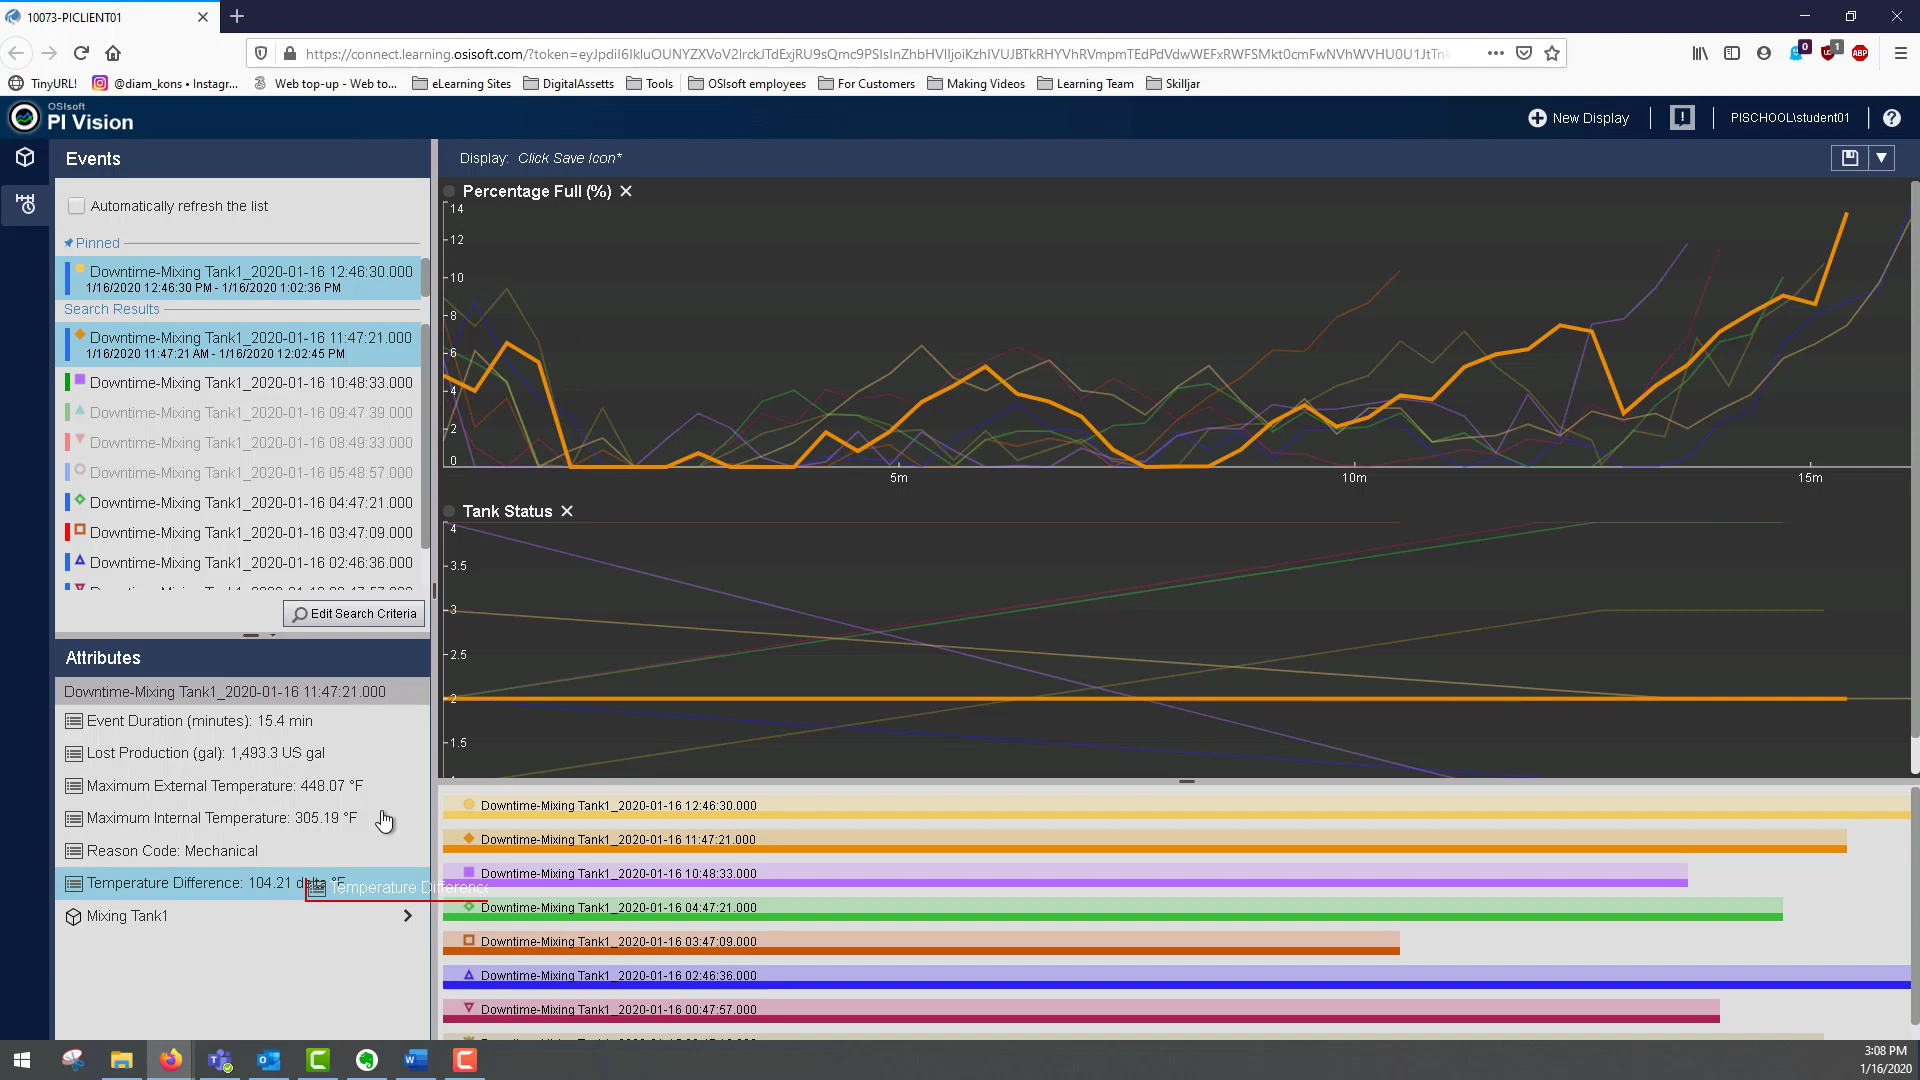 10073-PICLIENT01
https://connect.learning.osisoft.com/?token=
TinyURL!
@diam_kons • Instagr...
Web top-up - Web to...
eLearning Sites
DigitalAssetts
Tools
OSIsoft employees
For Customers
Making Videos
Learning Team
Skilljar
OSIsoft
PI Vision
New Display
PISCHOOL\student01
Events
Display: Click Save Icon*
Automatically refresh the list
Pinned
Downtime-Mixing Tank1_2020-01-16 12:46:30.000
1/16/2020 12:46:30 PM - 1/16/2020 1:02:36 PM
Search Results
Downtime-Mixing Tank1_2020-01-16 11:47:21.000
1/16/2020 11:47:21 AM - 1/16/2020 12:02:45 PM
Downtime-Mixing Tank1_2020-01-16 10:48:33.000
Downtime-Mixing Tank1_2020-01-16 09:47:39.000
Downtime-Mixing Tank1_2020-01-16 08:49:33.000
Downtime-Mixing Tank1_2020-01-16 05:48:57.000
Downtime-Mixing Tank1_2020-01-16 04:47:21.000
Downtime-Mixing Tank1_2020-01-16 03:47:09.000
Downtime-Mixing Tank1_2020-01-16 02:46:36.000
Edit Search Criteria
Attributes
Downtime-Mixing Tank1_2020-01-16 11:47:21.000
Event Duration (minutes): 15.4 min
Lost Production (gal): 1,493.3 US gal
Maximum External Temperature: 448.07 °F
Maximum Internal Temperature: 305.19 °F
Reason Code: Mechanical
Temperature Difference: 104.21 delta °F
Temperature Difference
Mixing Tank1
Percentage Full (%)
14
12
10
8
6
4
2
0
5m
10m
15m
Tank Status
4
3.5
3
2.5
2
1.5
Downtime-Mixing Tank1_2020-01-16 12:46:30.000
Downtime-Mixing Tank1_2020-01-16 11:47:21.000
Downtime-Mixing Tank1_2020-01-16 10:48:33.000
Downtime-Mixing Tank1_2020-01-16 04:47:21.000
Downtime-Mixing Tank1_2020-01-16 03:47:09.000
Downtime-Mixing Tank1_2020-01-16 02:46:36.000
Downtime-Mixing Tank1_2020-01-16 00:47:57.000
3:08 PM
1/16/2020